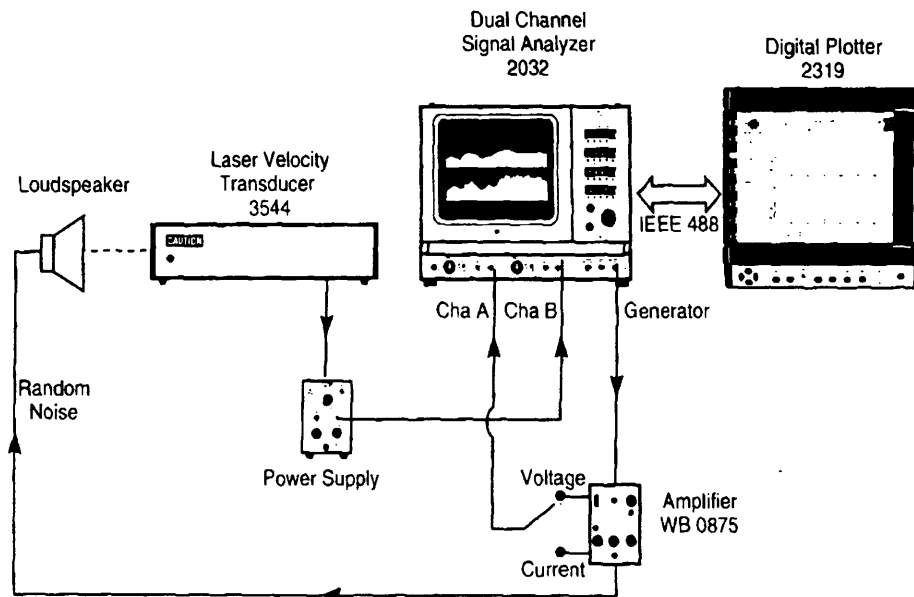 Dual Channel
Signal Analyzer
2032
Digital Plotter
2319
Laser Velocity
Transducer
3544
Loudspeaker
CAUTION
IEEE 488
Cha A
Cha B
Generator
Random
Noise
Power Supply
Voltage
Amplifier
WB 0875
Current